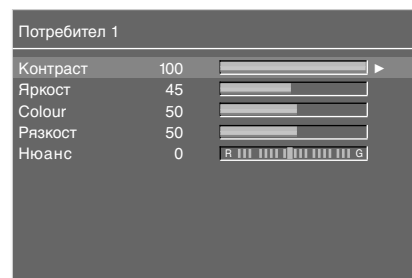 Потребител 1
Контраст 100
Яркост 45
Colour 50
Рязкост 50
Нюанс 0 R G